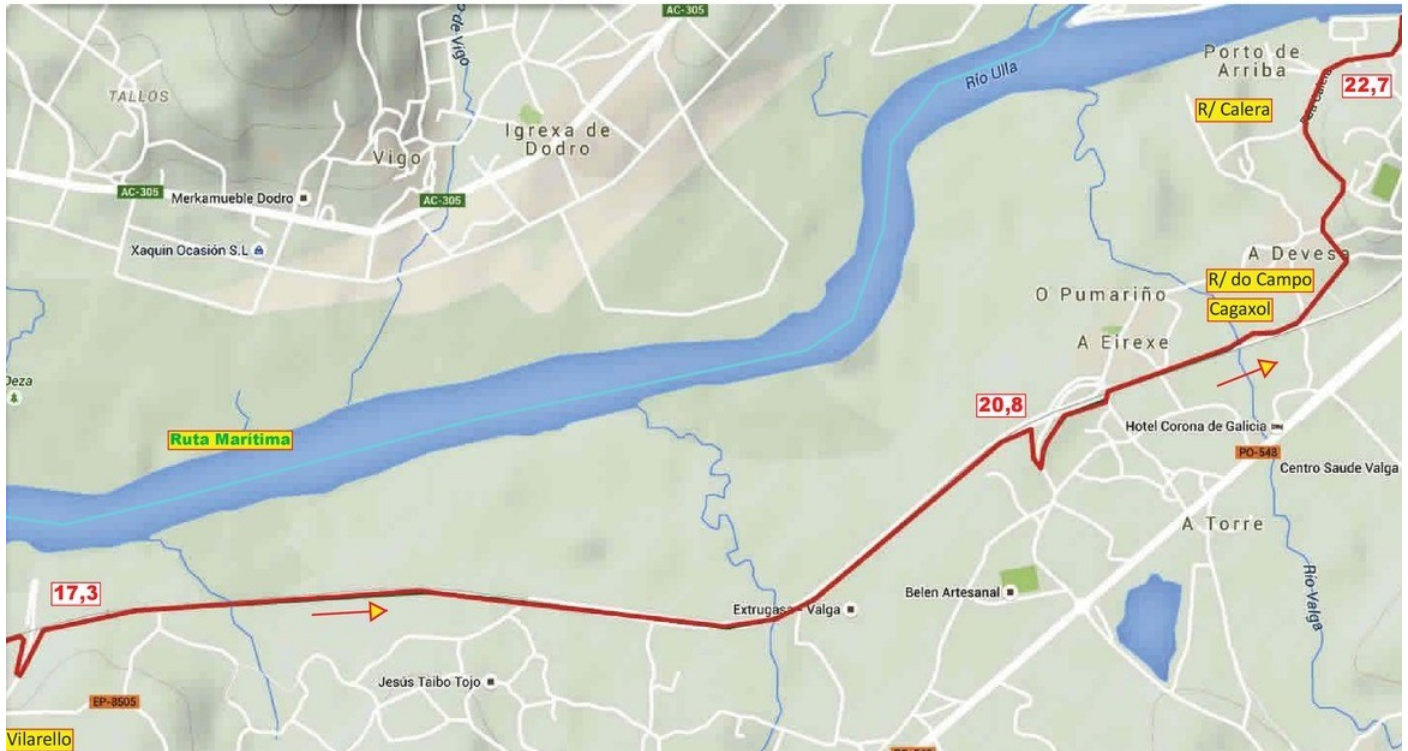 AC-305
Río Ulla
Porto de
Arriba
22,7
R/ Calera
TALLOS
Igrexa de
Dodro
Vigo
AC-305
Merkamueble Dodro
AC-305
Xaquin Ocasión S.L
A Devesa
R/ do Campo
Cagaxol
O Pumariño
A Eirexe
Deza
20,8
Hotel Corona de Galicia
Ruta Marítima
PO-548
Centro Saude Valga
A Torre
17,3
Belen Artesanal
Extrugasa - Valga
Río Valga
Jesús Taibo Tojo
EP-8505
Vilarello